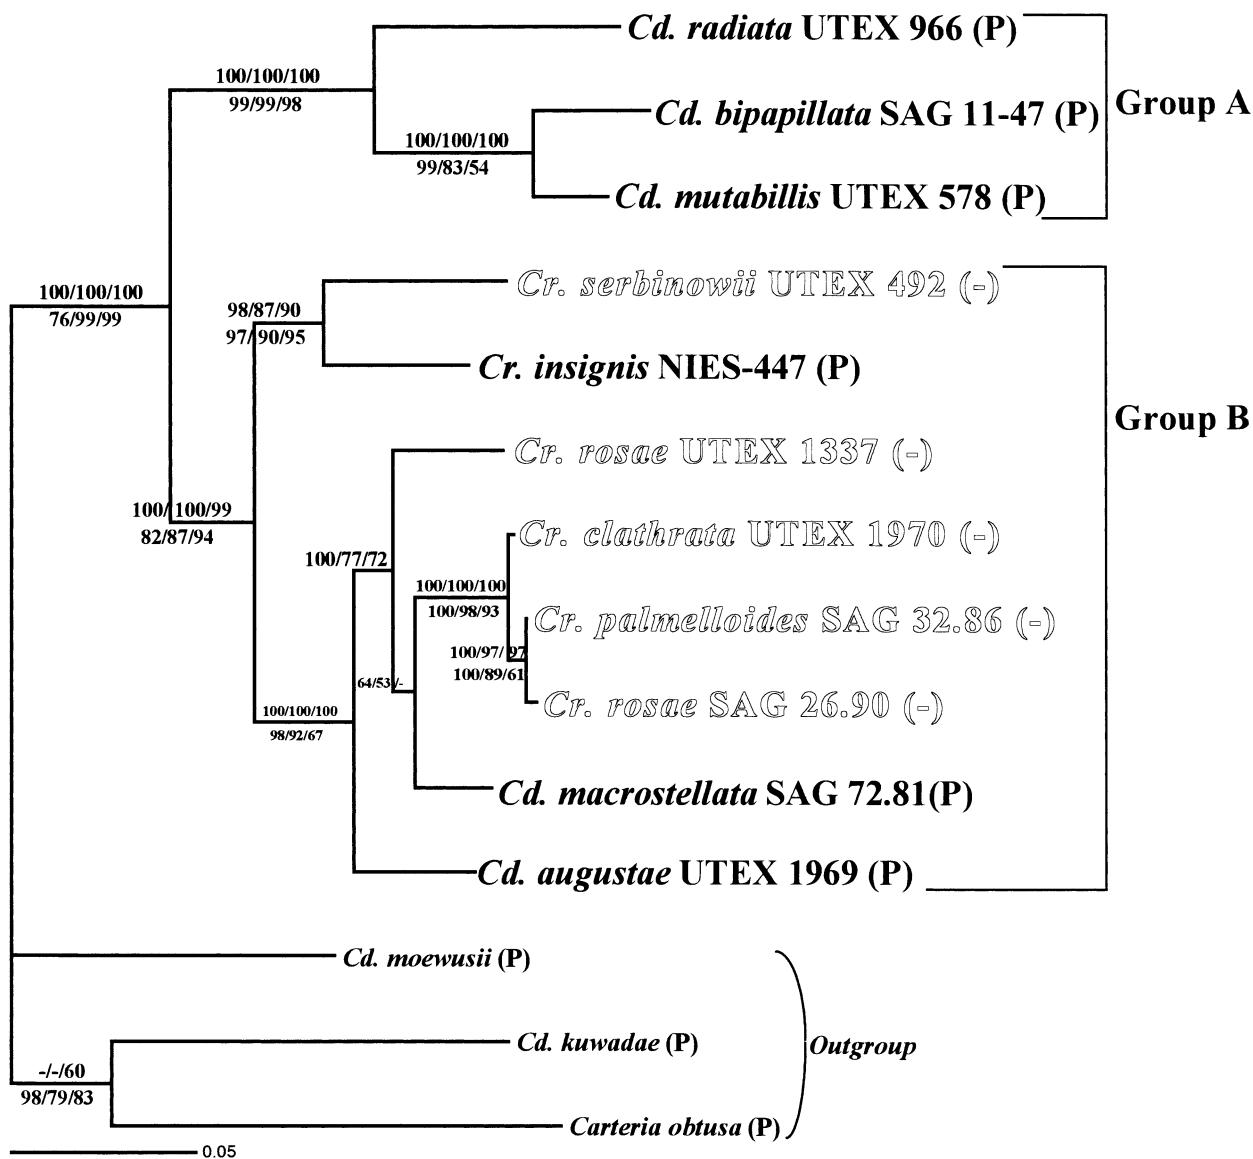 Cd. radiata UTEX 966 (P)
100/100/100
99/99/98
Group A
Cd. bipapillata SAG 11-47 (P)
100/100/100
99/83/54
Cd. mutabillis UTEX 578 (P)
Cr. serbinowii UTEX 492 (-)
100/100/100
76/99/99
98/87/90
97/90/95
Cr. insignis NIES-447 (P)
Group B
Cr. rosae UTEX 1337 (-)
100/100/99
82/87/94
Cr. clathrata UTEX 1970 (-)
100/77/72
100/100/100
100/98/93
Cr. palmelloides SAG 32.86 (-)
100/97/97
100/89/61
64/53/-
Cr. rosae SAG 26.90 (-)
100/100/100
98/92/67
Cd. macrostellata SAG 72.81(P)
Cd. augustae UTEX 1969 (P)
Cd. moewusii (P)
Cd. kuwadae (P)
Outgroup
-/-/60
98/79/83
Carteria obtusa (P)
0.05